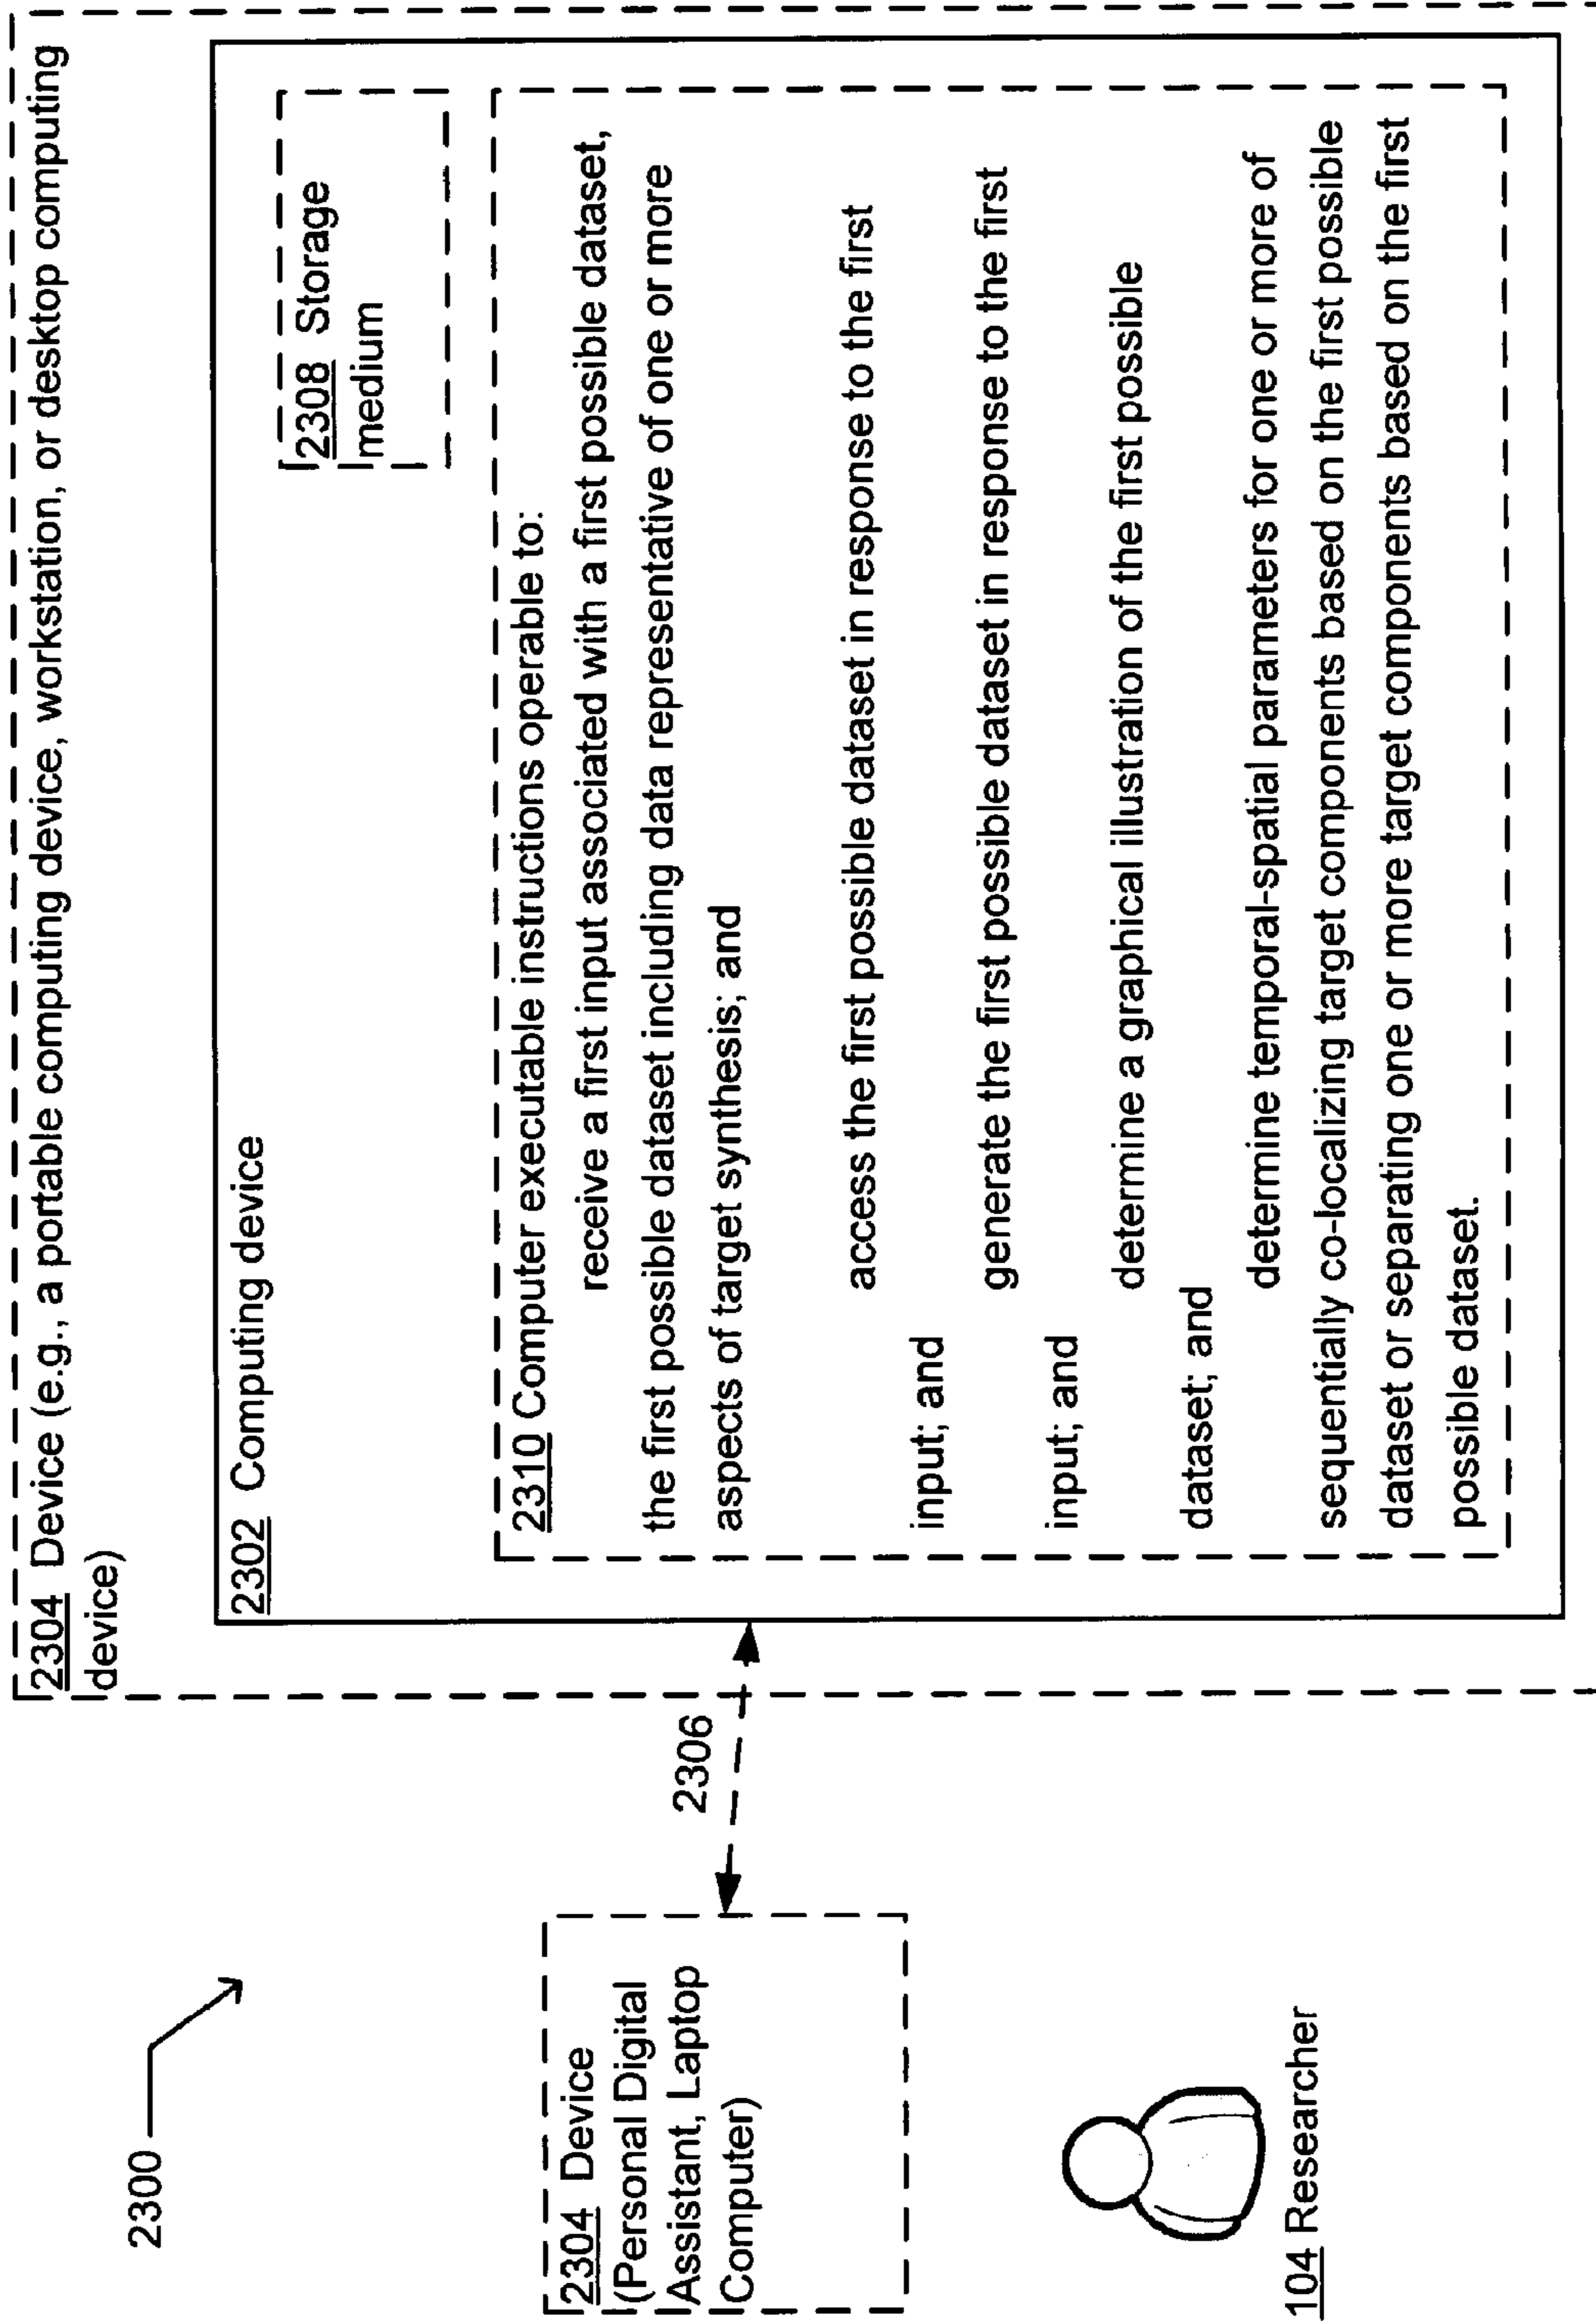 2300
2304 Device (e.g., a portable computing device, workstation, or desktop computing
device)
2302 Computing device
2308 Storage
medium
2310 Computer executable instructions operable to:
receive a first input associated with a first possible dataset,
the first possible dataset including data representative of one or more
aspects of target synthesis; and
access the first possible dataset in response to the first
input; and
generate the first possible dataset in response to the first
input; and
determine a graphical illustration of the first possible
dataset; and
determine temporal-spatial parameters for one or more of
sequentially co-localizing target components based on the first possible
dataset or separating one or more target components based on the first
possible dataset.
2306
2304 Device
(Personal Digital
Assistant, Laptop
Computer)
104 Researcher